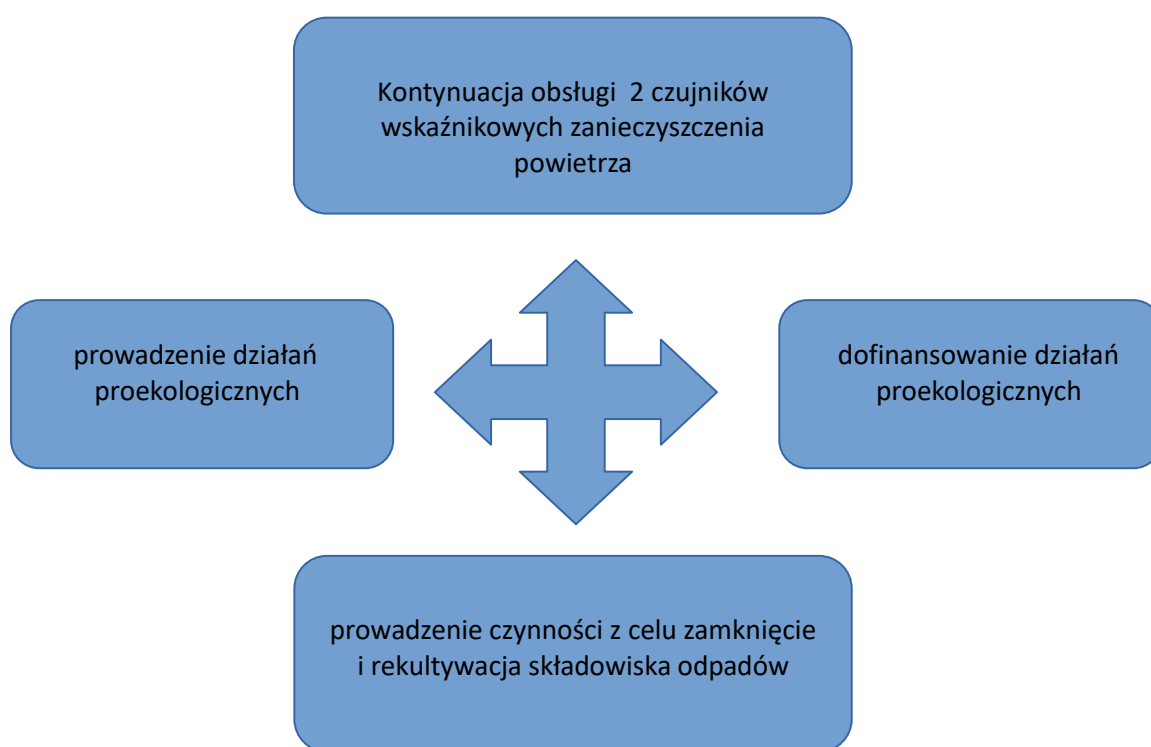 Kontynuacja obsługi  2 czujników
wskaźnikowych zanieczyszczenia
powietrza
prowadzenie działań
proekologicznych
dofinansowanie działań
proekologicznych
prowadzenie czynności z celu zamknięcie
i rekultywacja składowiska odpadów